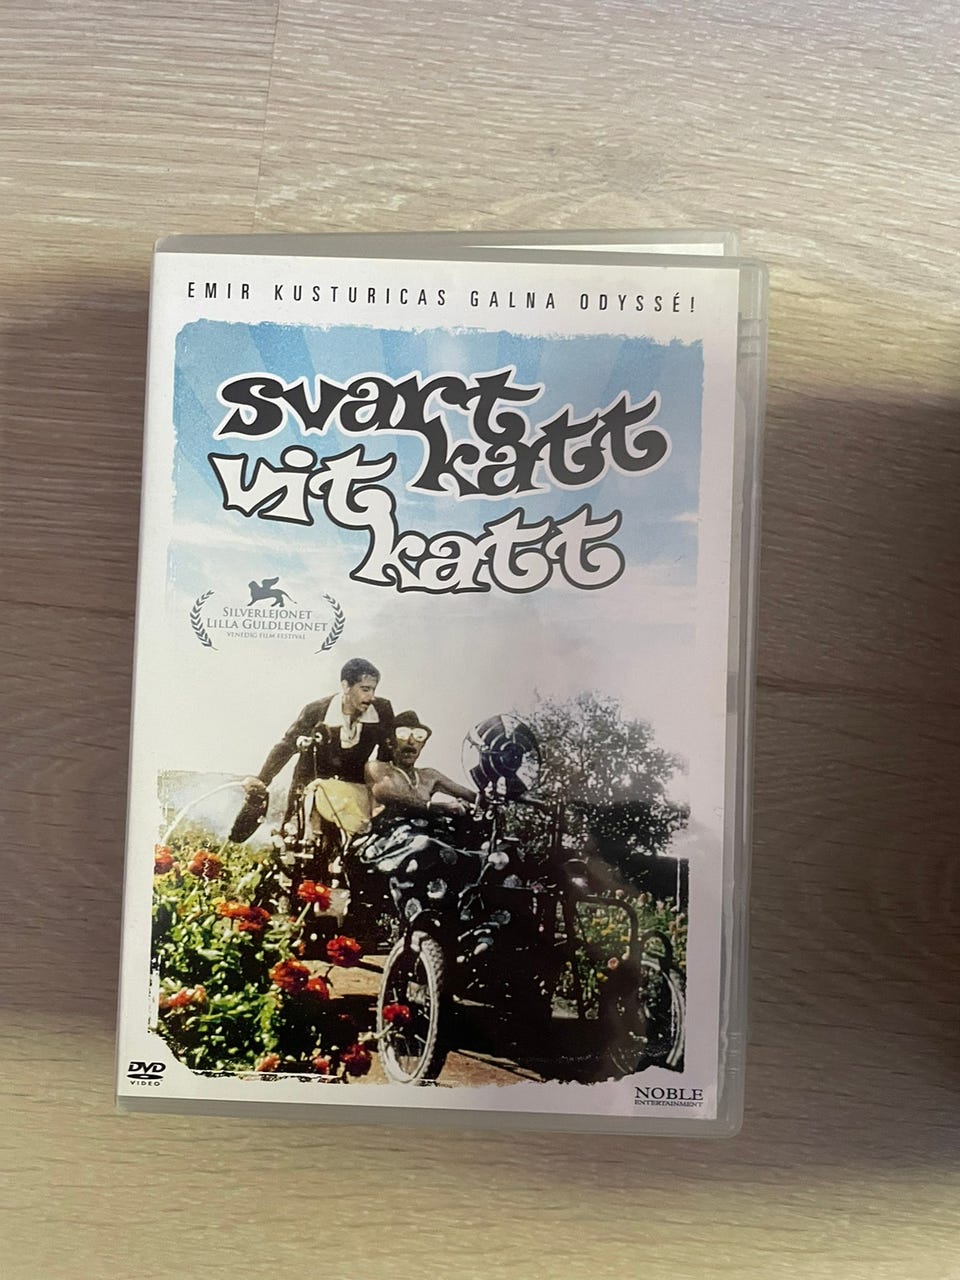 EMIR KUSTURICAS GALNA ODYSSÉ!
svart
katt
vit
katt
SILVERLEJONET
LILLA GULDLEJONET
VENEDIG FILM FESTIVAL
DVD
VIDEO
NOBLE
ENTERTAINMENT